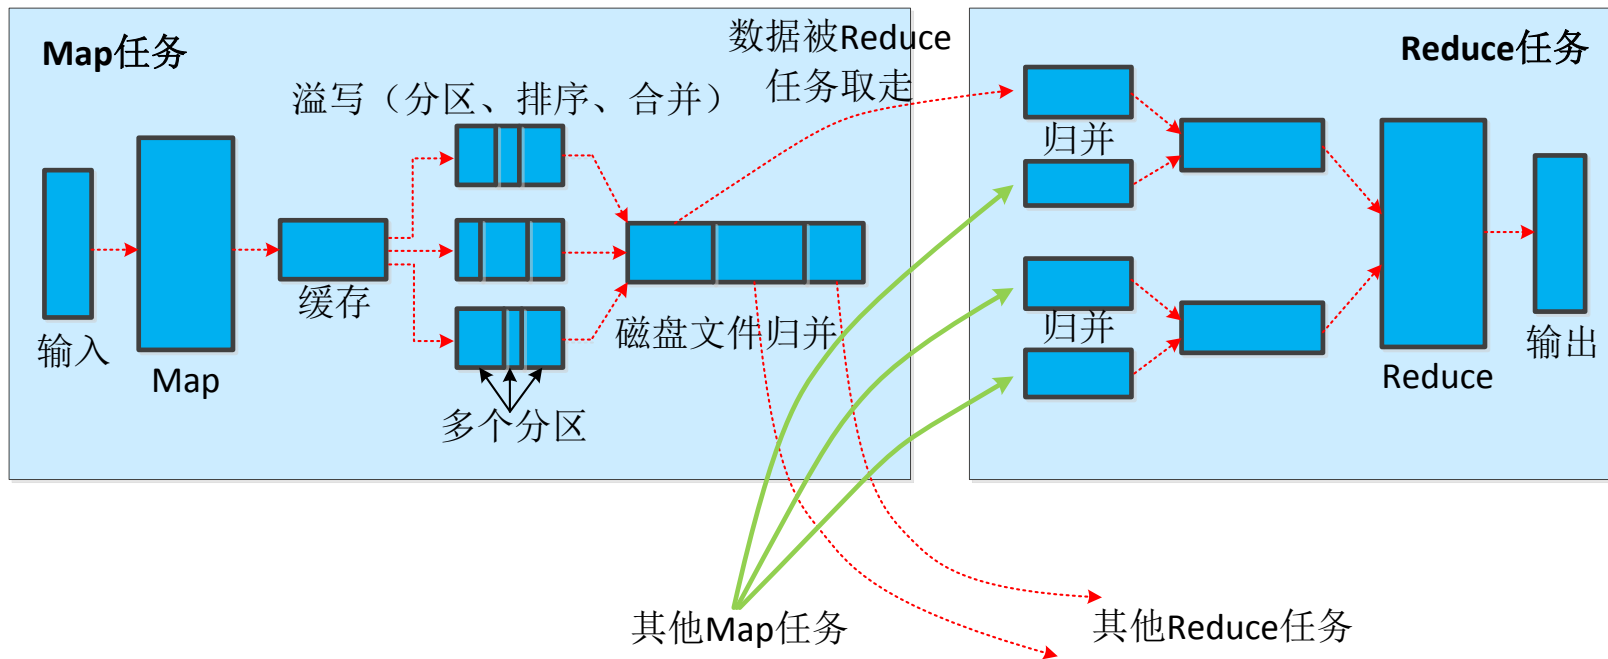 Map任务
数据被Reduce
任务取走
Reduce任务
溢写（分区、排序、合并）
归并
缓存
磁盘文件归并
归并
输入
Map
多个分区
Reduce
输出
其他Map任务
其他Reduce任务